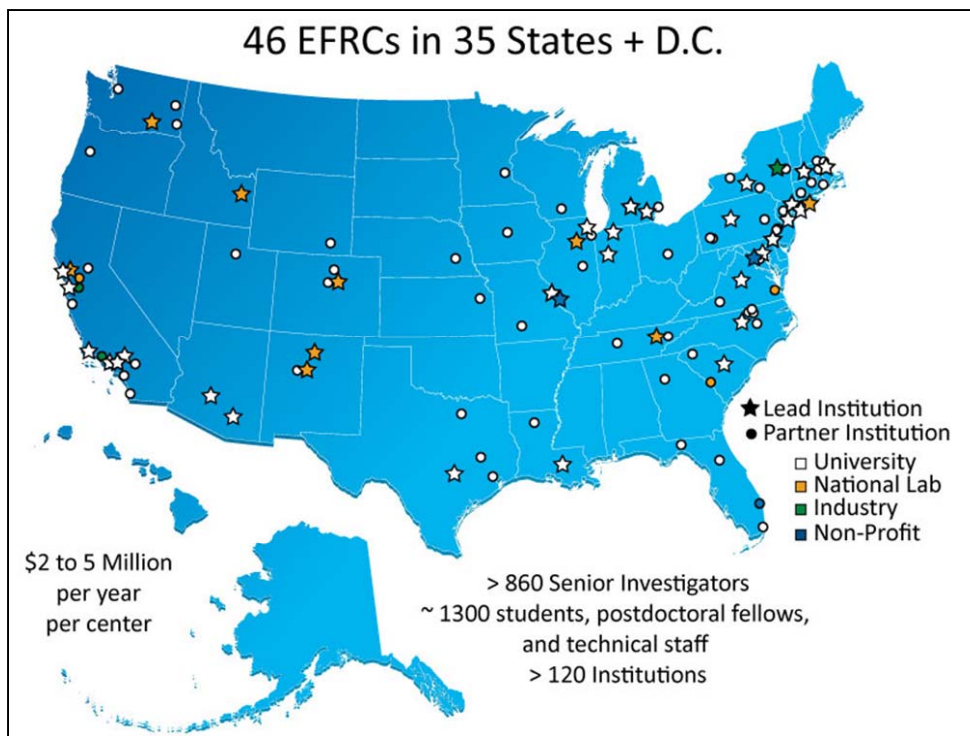 46 EFRCs in 35 States + D.C.
Lead Institution
Partner Institution
University
National Lab
Industry
Non-Profit
$2 to 5 Million
per year
per center
> 860 Senior Investigators
~ 1300 students, postdoctoral fellows,
and technical staff
> 120 Institutions